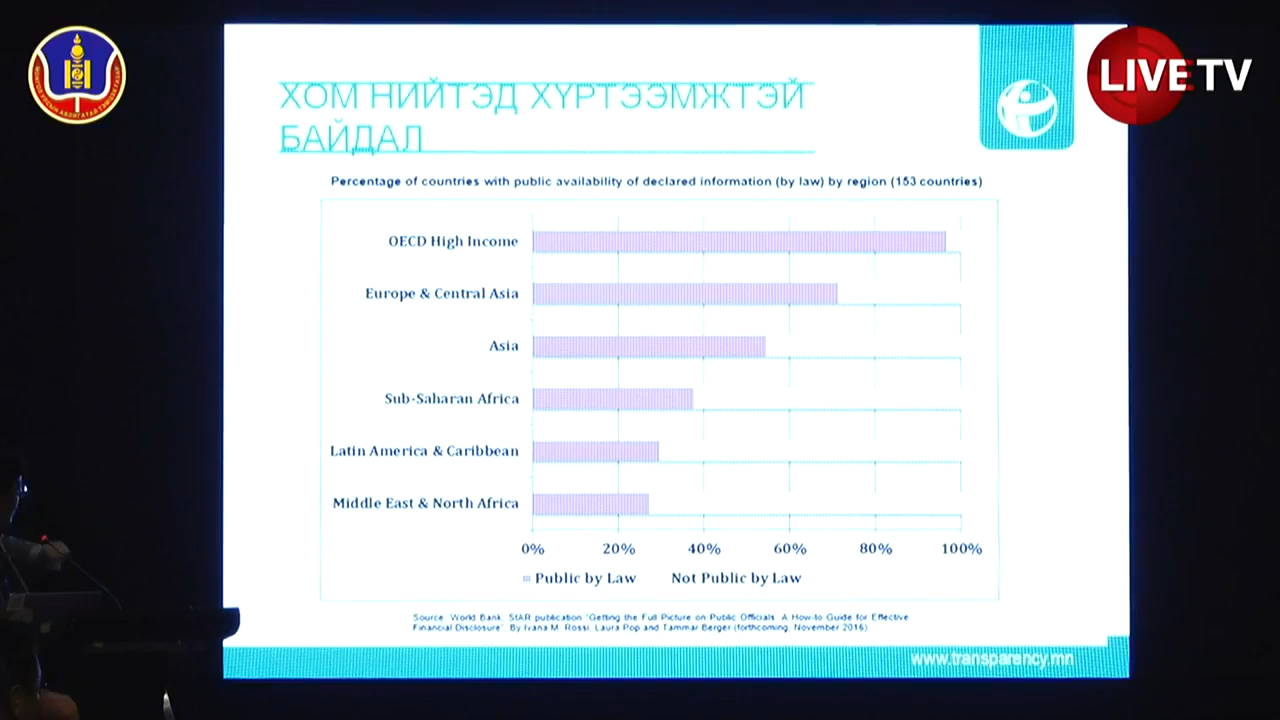 LIVE TV
ХОМ НИЙТЭД ХҮРТЭЭМЖТЭЙ
БАЙДАЛ
Percentage of countries with public availability of declared information (by law) by region (153 countries)
OECD High Income
Europe & Central Asia
Asia
Sub-Saharan Africa
Latin America & Caribbean
Middle East & North Africa
0% 20% 40% 60% 80% 100%
Public by Law Not Public by Law
Source: World Bank, StAR publication "Getting the Full Picture on Public Officials: A How-to Guide for Effective
Financial Disclosure" By Ivana M. Rossi, Laura Pop and Tammar Berger (forthcoming, November 2016)
www.transparency.mn